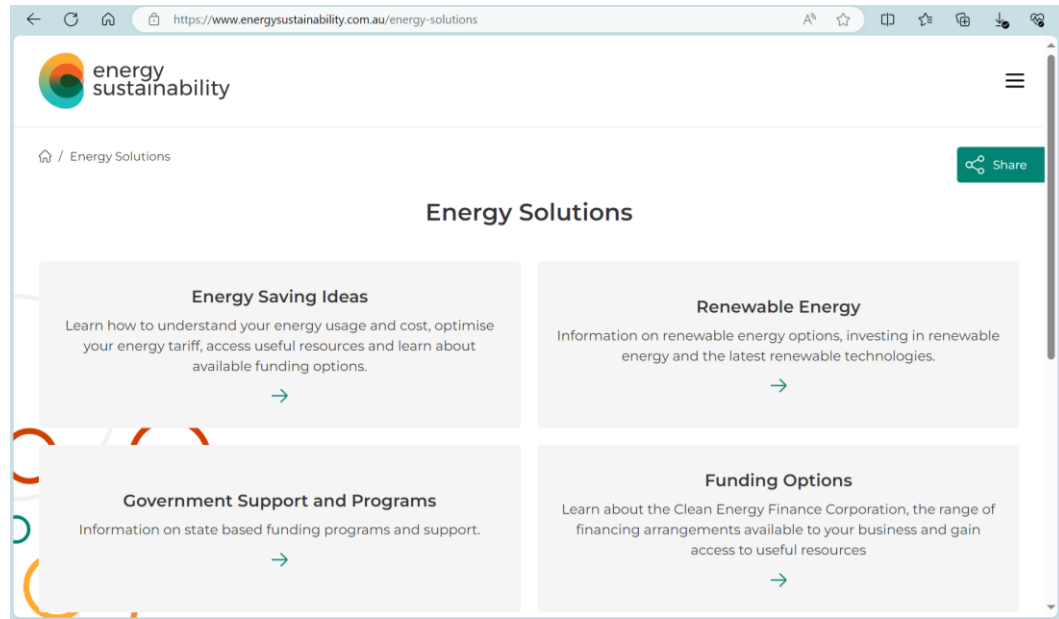 https://www.energysustainability.com.au/energy-solutions
energy
sustainability
/ Energy Solutions
Share
Energy Solutions
Energy Saving Ideas
Learn how to understand your energy usage and cost, optimise
your energy tariff, access useful resources and learn about
available funding options.
Renewable Energy
Information on renewable energy options, investing in renewable
energy and the latest renewable technologies.
Government Support and Programs
Information on state based funding programs and support.
Funding Options
Learn about the Clean Energy Finance Corporation, the range of
financing arrangements available to your business and gain
access to useful resources